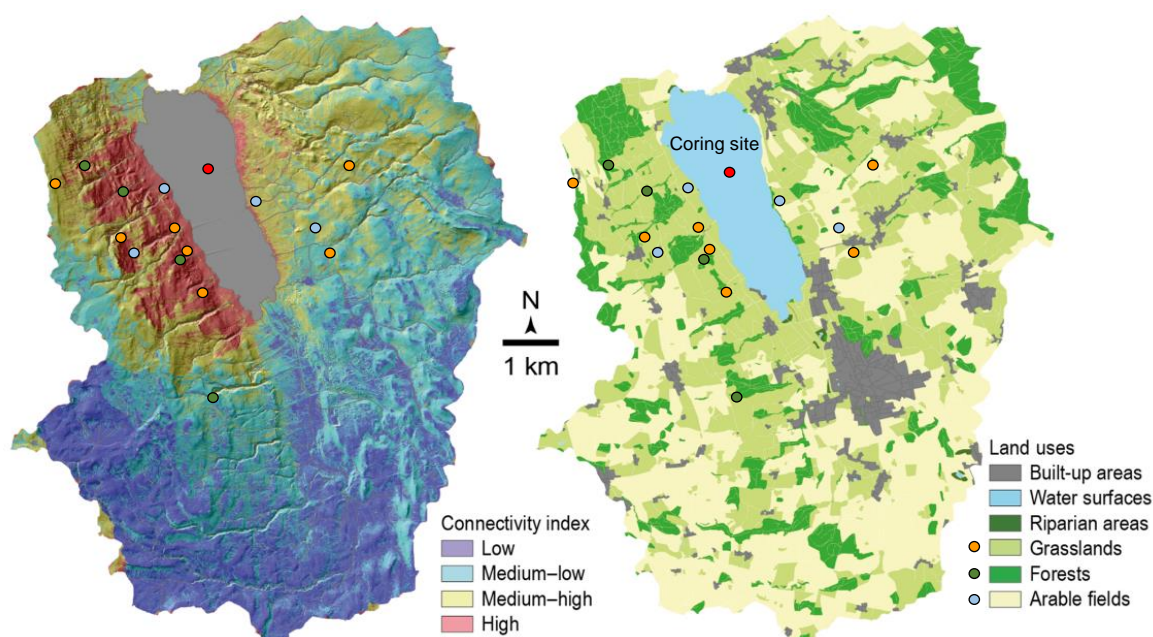 Coring site
N
1 km
Connectivity index
Low
Medium–low
Medium–high
High
Land uses
Built-up areas
Water surfaces
Riparian areas
Grasslands
Forests
Arable fields